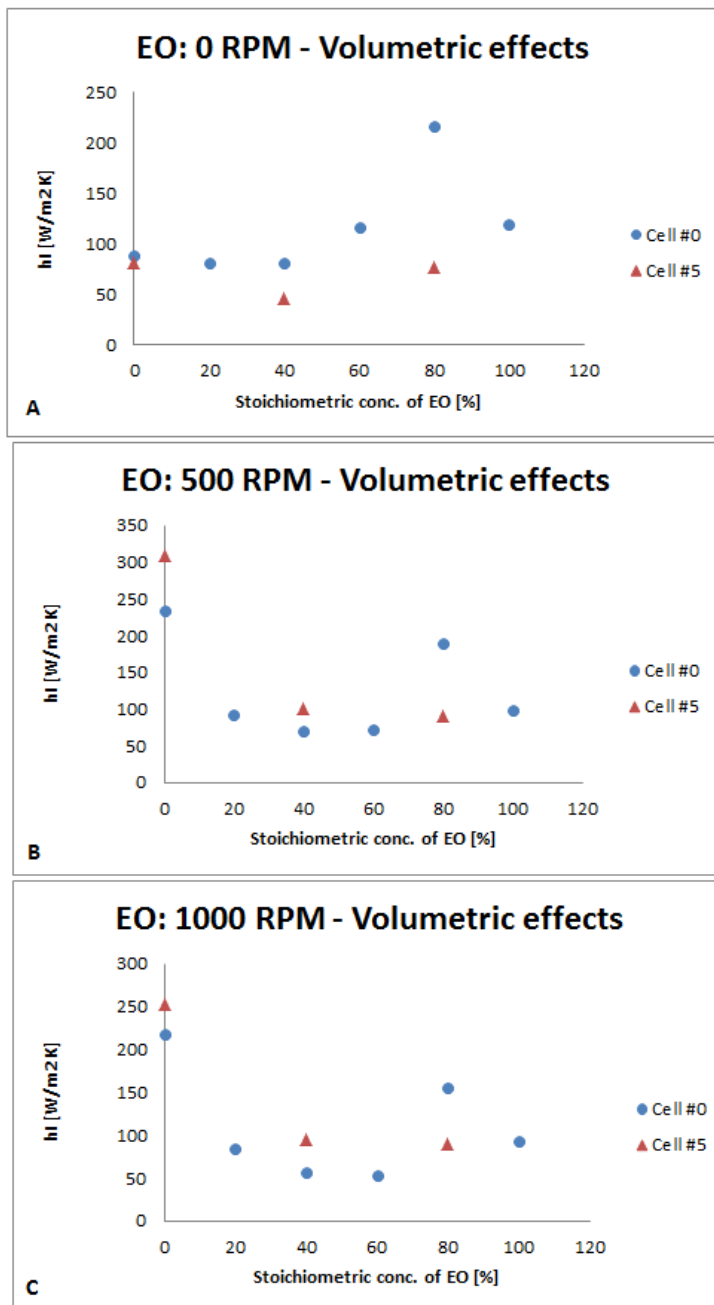 EO: 0 RPM - Volumetric effects
250
200
150
100
50
0
hI [W/m2K]
0 20 40 60 80 100 120
Stoichiometric conc. of EO [%]
Cell #0
Cell #5
A
EO: 500 RPM - Volumetric effects
350
300
250
200
150
100
50
0
hI [W/m2K]
0 20 40 60 80 100 120
Stoichiometric conc. of EO [%]
Cell #0
Cell #5
B
EO: 1000 RPM - Volumetric effects
300
250
200
150
100
50
0
hI [W/m2K]
0 20 40 60 80 100 120
Stoichiometric conc. of EO [%]
Cell #0
Cell #5
C